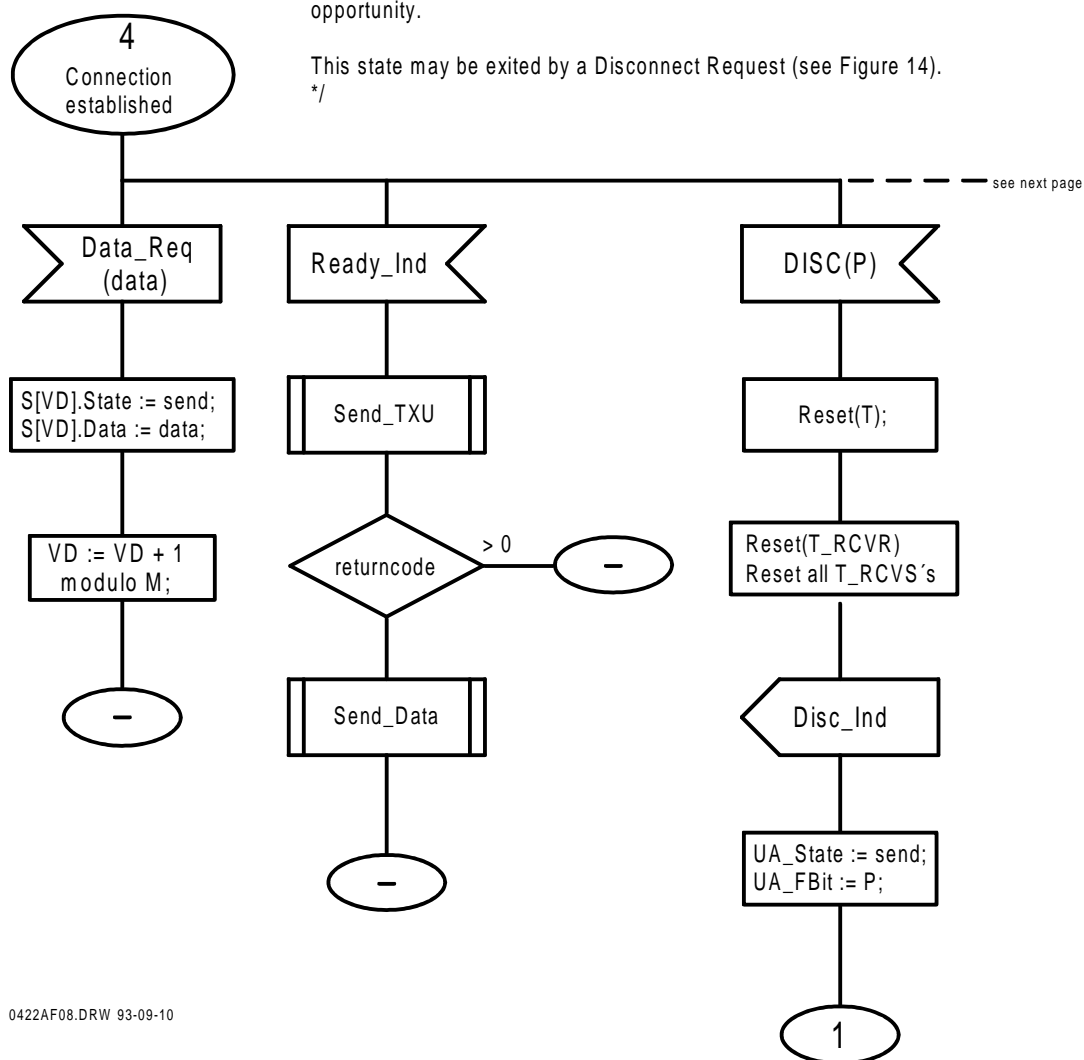 opportunity.
This state may be exited by a Disconnect Request (see Figure 14).
*/
4
Connection
established
see next page
Data_Req
(data)
Ready_Ind
DISC(P)
S[VD].State := send;
S[VD].Data := data;
Send_TXU
Reset(T);
VD := VD + 1
modulo M;
returncode
> 0
–
Reset(T_RCVR)
Reset all T_RCVS´s
–
Send_Data
Disc_Ind
–
UA_State := send;
UA_FBit := P;
0422AF08.DRW 93-09-10
1